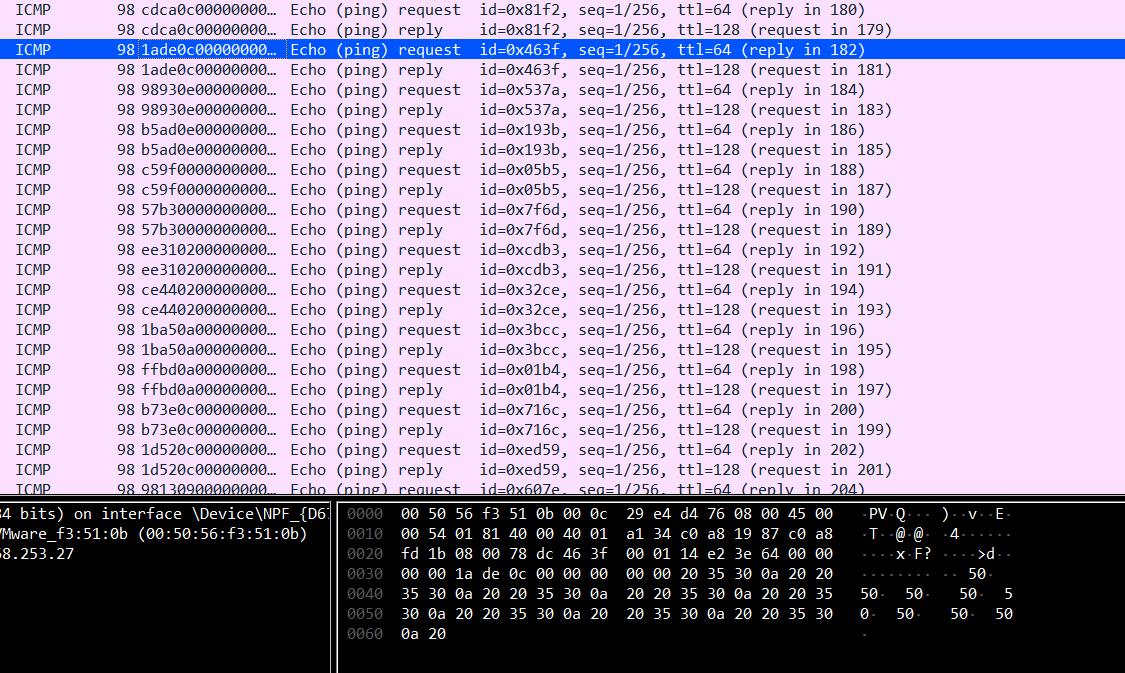 ICMP 98 cdca0c00000000… Echo (ping) request id=0x81f2, seq=1/256, ttl=64 (reply in 180)
ICMP 98 cdca0c00000000… Echo (ping) reply id=0x81f2, seq=1/256, ttl=128 (request in 179)
ICMP 98 1ade0c00000000… Echo (ping) request id=0x463f, seq=1/256, ttl=64 (reply in 182)
ICMP 98 1ade0c00000000… Echo (ping) reply id=0x463f, seq=1/256, ttl=128 (request in 181)
ICMP 98 98930e00000000… Echo (ping) request id=0x537a, seq=1/256, ttl=64 (reply in 184)
ICMP 98 98930e00000000… Echo (ping) reply id=0x537a, seq=1/256, ttl=128 (request in 183)
ICMP 98 b5ad0e00000000… Echo (ping) request id=0x193b, seq=1/256, ttl=64 (reply in 186)
ICMP 98 b5ad0e00000000… Echo (ping) reply id=0x193b, seq=1/256, ttl=128 (request in 185)
ICMP 98 c59f0000000000… Echo (ping) request id=0x05b5, seq=1/256, ttl=64 (reply in 188)
ICMP 98 c59f0000000000… Echo (ping) reply id=0x05b5, seq=1/256, ttl=128 (request in 187)
ICMP 98 57b30000000000… Echo (ping) request id=0x7f6d, seq=1/256, ttl=64 (reply in 190)
ICMP 98 57b30000000000… Echo (ping) reply id=0x7f6d, seq=1/256, ttl=128 (request in 189)
ICMP 98 ee310200000000… Echo (ping) request id=0xcdb3, seq=1/256, ttl=64 (reply in 192)
ICMP 98 ee310200000000… Echo (ping) reply id=0xcdb3, seq=1/256, ttl=128 (request in 191)
ICMP 98 ce440200000000… Echo (ping) request id=0x32ce, seq=1/256, ttl=64 (reply in 194)
ICMP 98 ce440200000000… Echo (ping) reply id=0x32ce, seq=1/256, ttl=128 (request in 193)
ICMP 98 1ba50a00000000… Echo (ping) request id=0x3bcc, seq=1/256, ttl=64 (reply in 196)
ICMP 98 1ba50a00000000… Echo (ping) reply id=0x3bcc, seq=1/256, ttl=128 (request in 195)
ICMP 98 ffbd0a00000000… Echo (ping) request id=0x01b4, seq=1/256, ttl=64 (reply in 198)
ICMP 98 ffbd0a00000000… Echo (ping) reply id=0x01b4, seq=1/256, ttl=128 (request in 197)
ICMP 98 b73e0c00000000… Echo (ping) request id=0x716c, seq=1/256, ttl=64 (reply in 200)
ICMP 98 b73e0c00000000… Echo (ping) reply id=0x716c, seq=1/256, ttl=128 (request in 199)
ICMP 98 1d520c00000000… Echo (ping) request id=0xed59, seq=1/256, ttl=64 (reply in 202)
ICMP 98 1d520c00000000… Echo (ping) reply id=0xed59, seq=1/256, ttl=128 (request in 201)
ICMP 98 98130900000000… Echo (ping) request id=0x607e, seq=1/256, ttl=64 (reply in 204)
84 bits) on interface \Device\NPF_{D67
VMware_f3:51:0b (00:50:56:f3:51:0b)
58.253.27
0000 00 50 56 f3 51 0b 00 0c 29 e4 d4 76 08 00 45 00 ·PV·Q···)··v··E·
0010 00 54 01 81 40 00 40 01 a1 34 c0 a8 19 87 c0 a8 ·T··@·@··4······
0020 fd 1b 08 00 78 dc 46 3f 00 01 14 e2 3e 64 00 00 ····x·F?····>d··
0030 00 00 1a de 0c 00 00 00 00 00 20 35 30 0a 20 20 ·········· 50·
0040 35 30 0a 20 20 35 30 0a 20 20 35 30 0a 20 20 35 50· 50· 50· 5
0050 30 0a 20 20 35 30 0a 20 20 35 30 0a 20 20 35 30 0· 50· 50· 50
0060 0a 20 ·